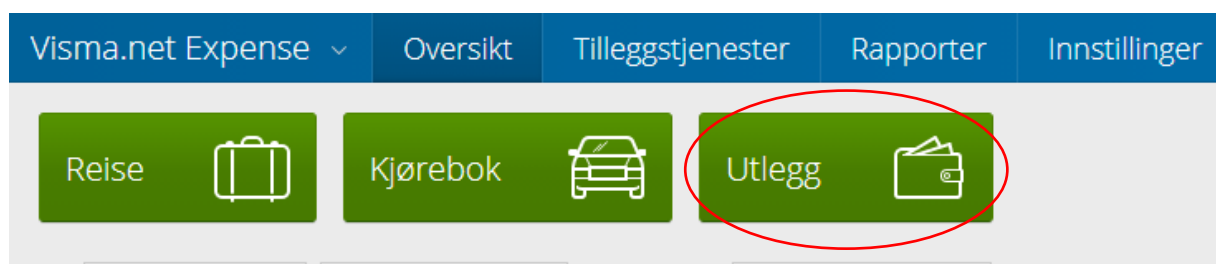 Visma.net Expense Oversikt Tilleggstjenester Rapporter Innstillinger
Reise Kjørebok Utlegg